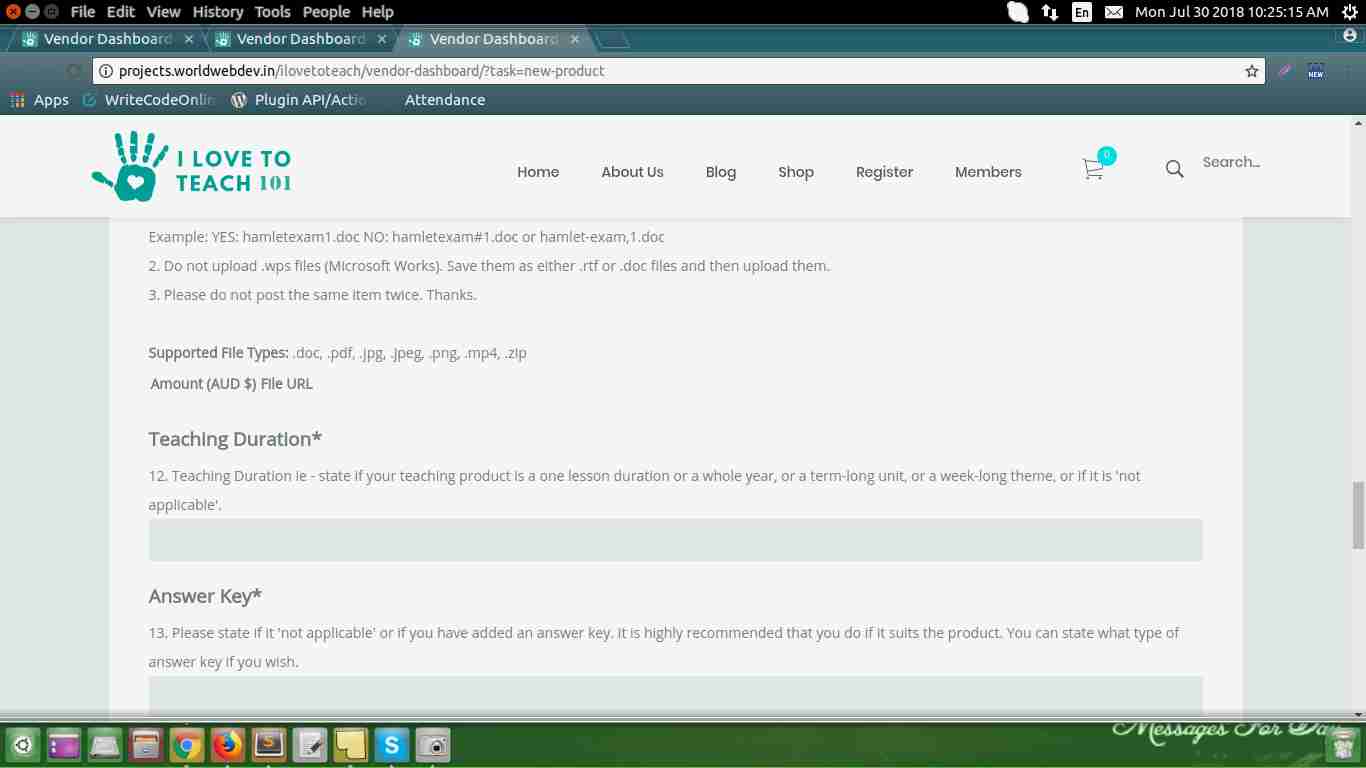 File Edit View History Tools People Help
En
Mon Jul 30 2018 10:25:15 AM
Vendor Dashboard
Vendor Dashboard
Vendor Dashboard
projects.worldwebdev.in/ilovetoteach/vendor-dashboard/?task=new-product
NEW
Apps WriteCodeOnlin Plugin API/Actio Attendance
I LOVE TO
TEACH 101
Home About Us Blog Shop Register Members
0
Search...
Example: YES: hamletexam1.doc NO: hamletexam#1.doc or hamlet-exam,1.doc
2. Do not upload .wps files (Microsoft Works). Save them as either .rtf or .doc files and then upload them.
3. Please do not post the same item twice. Thanks.
Supported File Types: .doc, .pdf, .jpg, .jpeg, .png, .mp4, .zip
Amount (AUD $) File URL
Teaching Duration*
12. Teaching Duration ie - state if your teaching product is a one lesson duration or a whole year, or a term-long unit, or a week-long theme, or if it is 'not
applicable'.
Answer Key*
13. Please state if it 'not applicable' or if you have added an answer key. It is highly recommended that you do if it suits the product. You can state what type of
answer key if you wish.
Messages For Day
S
S